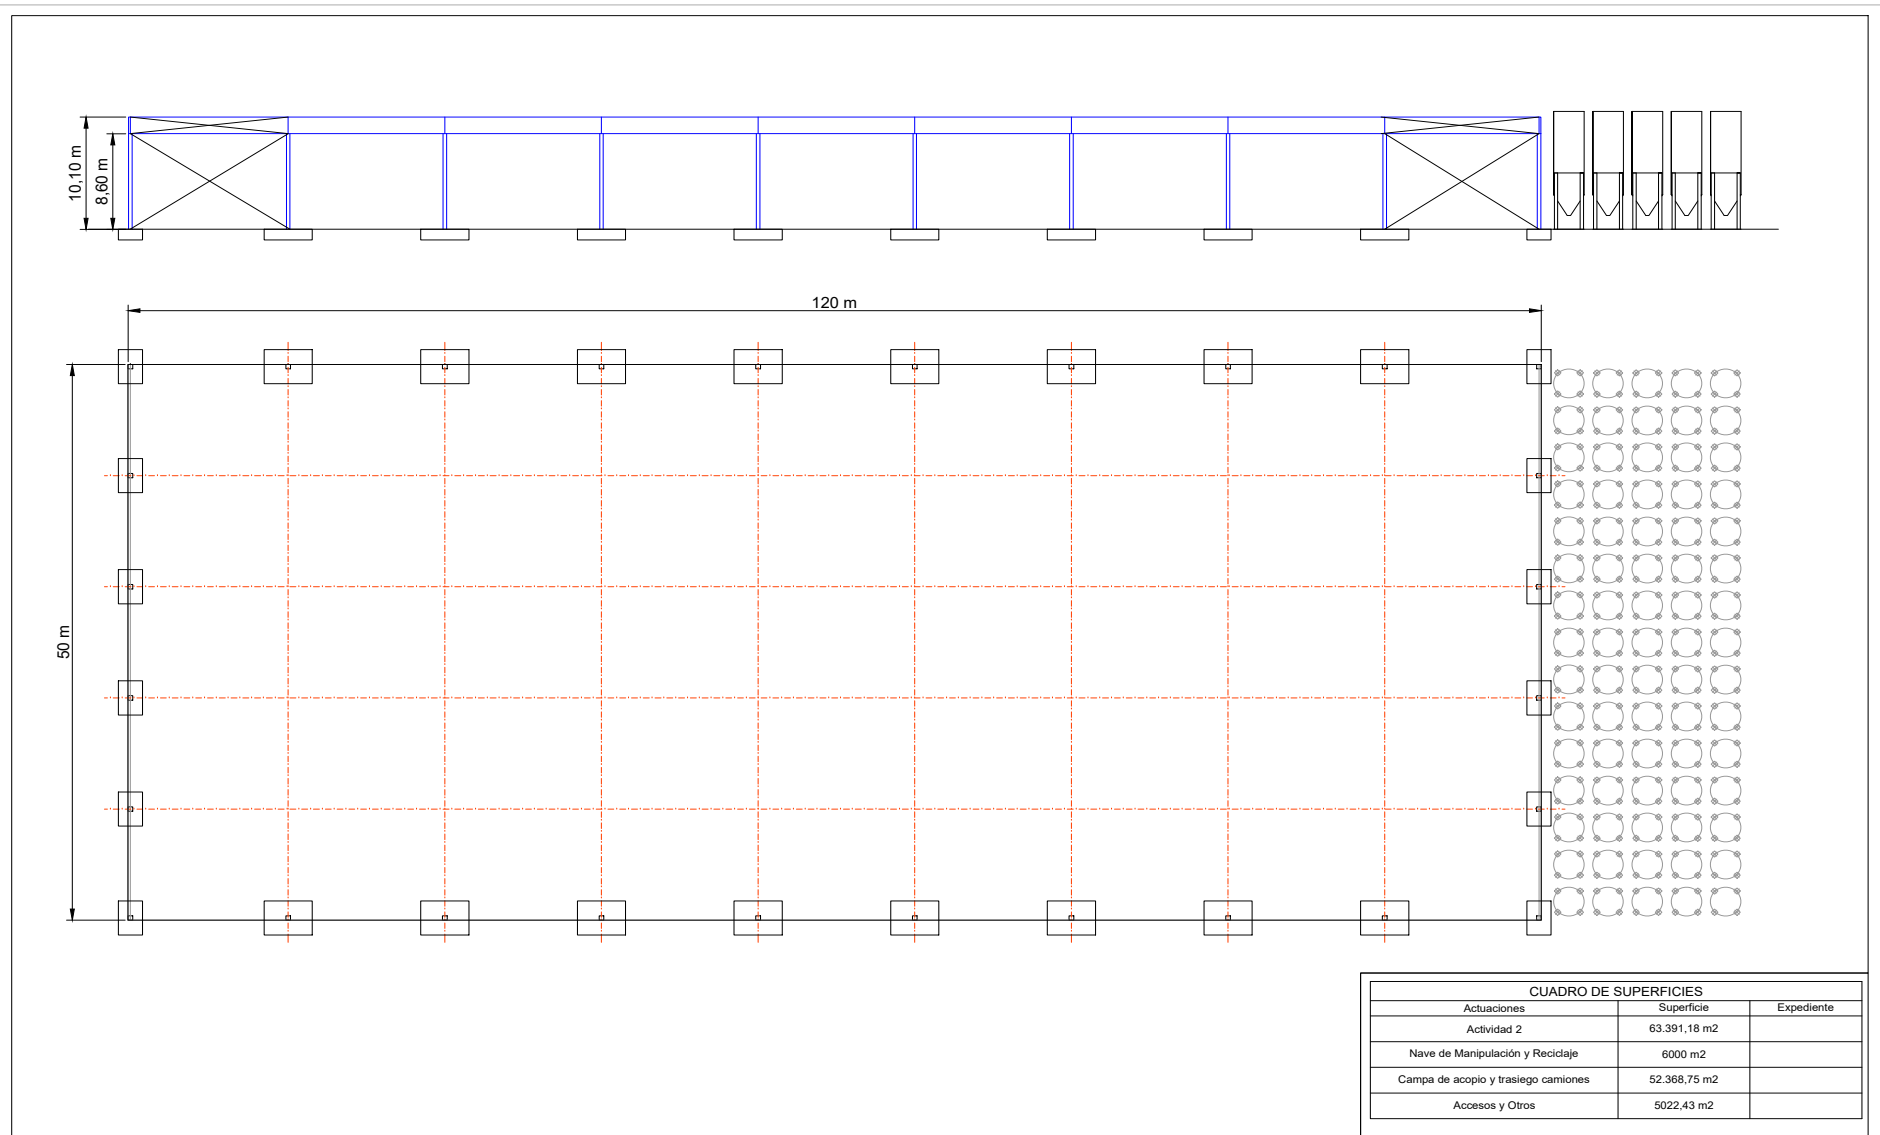 10,10 m
8,60 m
120 m
50 m
CUADRO DE SUPERFICIES
Actuaciones Superficie Expediente
Actividad 2 63.391,18 m2
Nave de Manipulación y Reciclaje 6000 m2
Campa de acopio y trasiego camiones 52.368,75 m2
Accesos y Otros 5022,43 m2